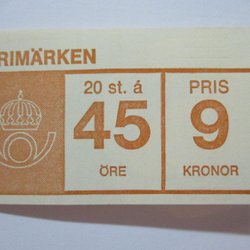 RIMÄRKEN
20 st. á
45
ÖRE
PRIS
9
KRONOR